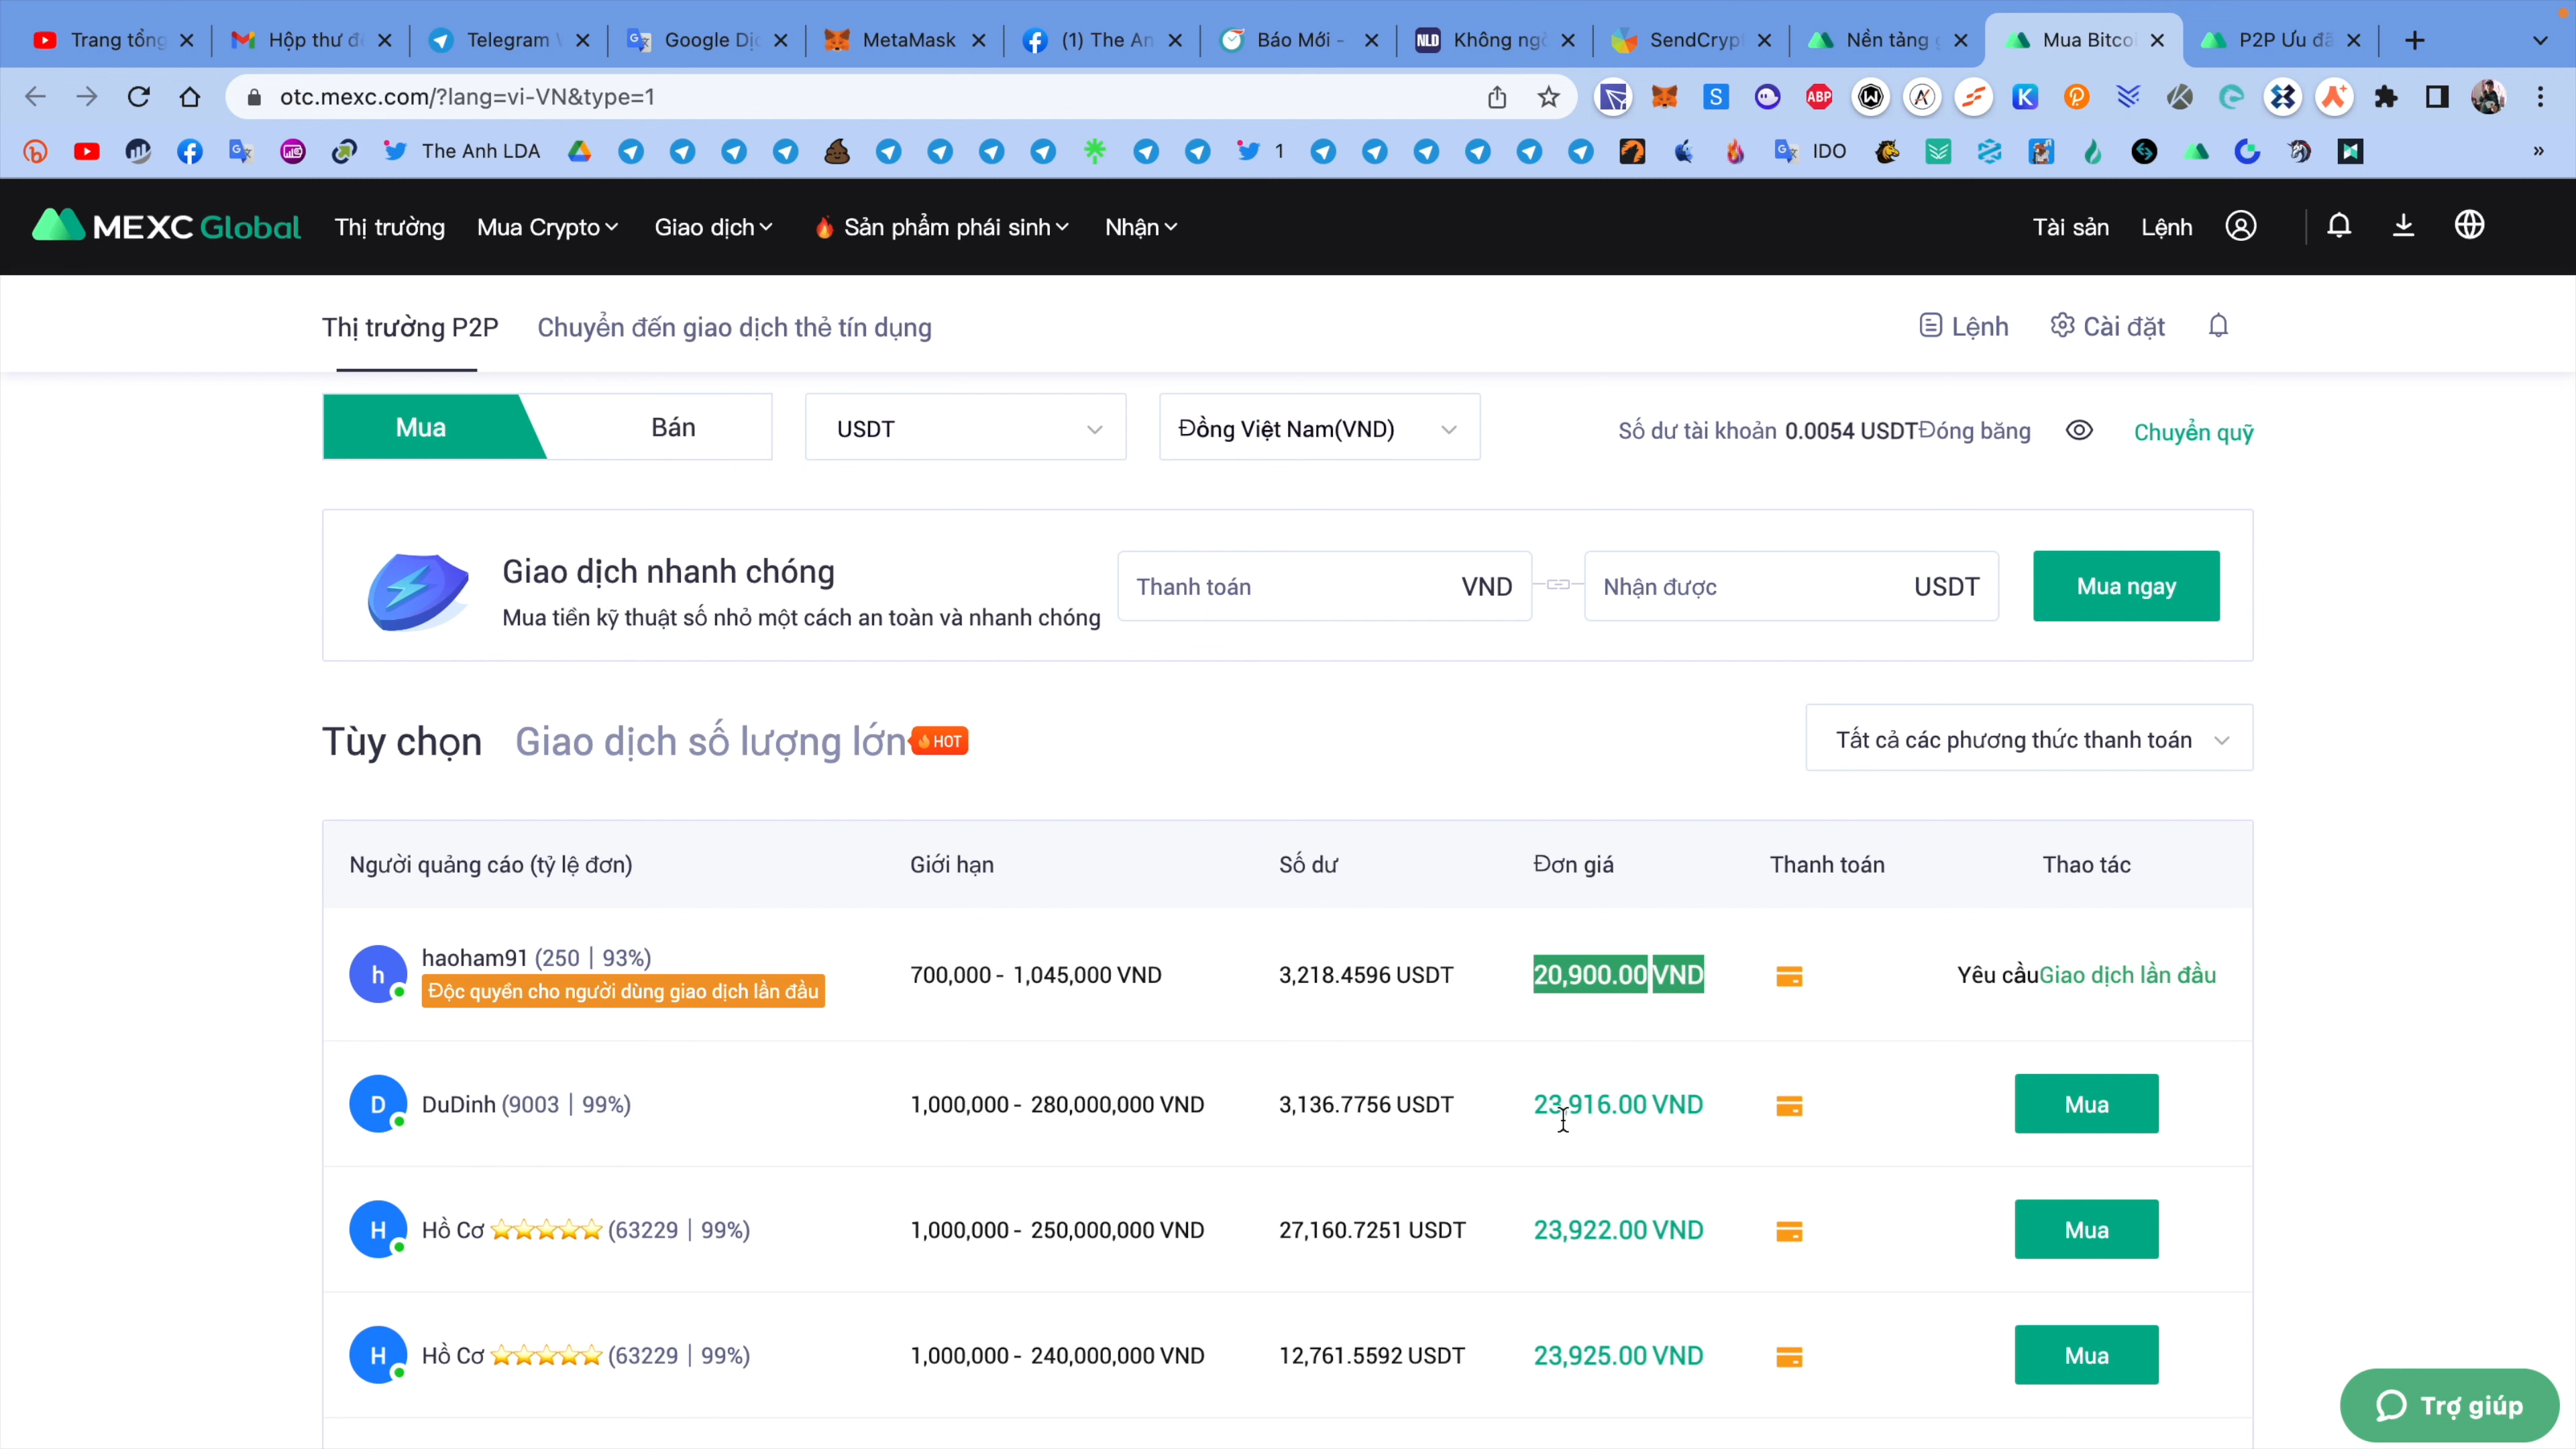 Trang tổng
Hộp thư đ
Telegram
Google Dịc
MetaMask
(1) The An
Báo Mới -
NLD Không ngờ
SendCryp
Nền tảng
Mua Bitco
P2P Ưu đã
otc.mexc.com/?lang=vi-VN&type=1
S
ABP
K
The Anh LDA
1
IDO
»
MEXC Global
Thị trường
Mua Crypto
Giao dịch
Sản phẩm phái sinh
Nhận
Tài sản
Lệnh
Thị trường P2P
Chuyển đến giao dịch thẻ tín dụng
Lệnh
Cài đặt
Mua
Bán
USDT
Đồng Việt Nam(VND)
Số dư tài khoản 0.0054 USDTĐóng băng
Chuyển quỹ
Giao dịch nhanh chóng
Mua tiền kỹ thuật số nhỏ một cách an toàn và nhanh chóng
Thanh toán VND
Nhận được USDT
Mua ngay
Tùy chọn
Giao dịch số lượng lớn
HOT
Tất cả các phương thức thanh toán
Người quảng cáo (tỷ lệ đơn) Giới hạn Số dư Đơn giá Thanh toán Thao tác
h haoham91 (250 | 93%)
Độc quyền cho người dùng giao dịch lần đầu
700,000 - 1,045,000 VND 3,218.4596 USDT 20,900.00 VND Yêu cầuGiao dịch lần đầu
D DuDinh (9003 | 99%) 1,000,000 - 280,000,000 VND 3,136.7756 USDT 23,916.00 VND Mua
H Hồ Cơ ⭐⭐⭐⭐⭐ (63229 | 99%) 1,000,000 - 250,000,000 VND 27,160.7251 USDT 23,922.00 VND Mua
H Hồ Cơ ⭐⭐⭐⭐⭐ (63229 | 99%) 1,000,000 - 240,000,000 VND 12,761.5592 USDT 23,925.00 VND Mua
Trợ giúp